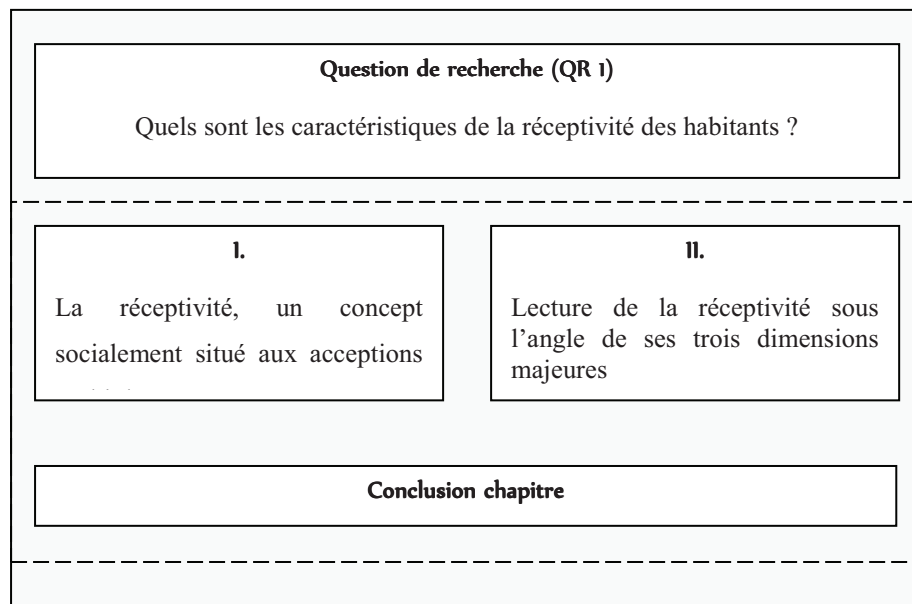 Question de recherche (QR 1)
Quels sont les caractéristiques de la réceptivité des habitants ?
I.
La réceptivité, un concept
socialement situé aux acceptions
II.
Lecture de la réceptivité sous
l’angle de ses trois dimensions
majeures
Conclusion chapitre